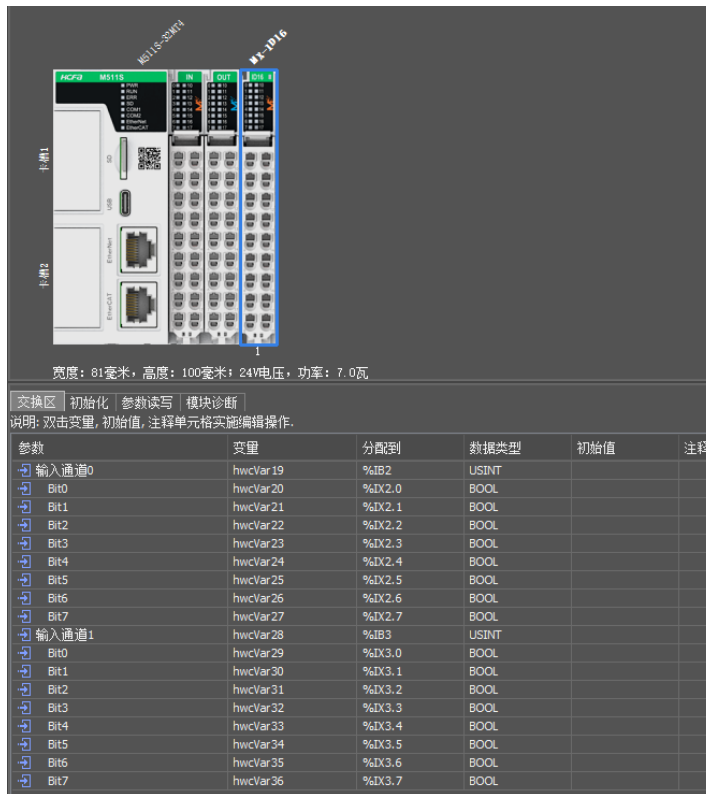 M511S-32MT4
MX-1D16
HCFA M511S IN OUT ID16
PWR
RUN
ERR
SD
COM1
COM2
EtherNet
EtherCAT
卡槽1
SD
USB
EtherNet
卡槽2
EtherCAT
1
宽度: 81毫米, 高度: 100毫米; 24V电压, 功率: 7.0瓦
交换区 初始化 参数读写 模块诊断
说明: 双击变量, 初始值, 注释单元格实施编辑操作.
参数 变量 分配到 数据类型 初始值 注释
输入通道0 hwcVar19 %IB2 USINT
Bit0 hwcVar20 %IX2.0 BOOL
Bit1 hwcVar21 %IX2.1 BOOL
Bit2 hwcVar22 %IX2.2 BOOL
Bit3 hwcVar23 %IX2.3 BOOL
Bit4 hwcVar24 %IX2.4 BOOL
Bit5 hwcVar25 %IX2.5 BOOL
Bit6 hwcVar26 %IX2.6 BOOL
Bit7 hwcVar27 %IX2.7 BOOL
输入通道1 hwcVar28 %IB3 USINT
Bit0 hwcVar29 %IX3.0 BOOL
Bit1 hwcVar30 %IX3.1 BOOL
Bit2 hwcVar31 %IX3.2 BOOL
Bit3 hwcVar32 %IX3.3 BOOL
Bit4 hwcVar33 %IX3.4 BOOL
Bit5 hwcVar34 %IX3.5 BOOL
Bit6 hwcVar35 %IX3.6 BOOL
Bit7 hwcVar36 %IX3.7 BOOL